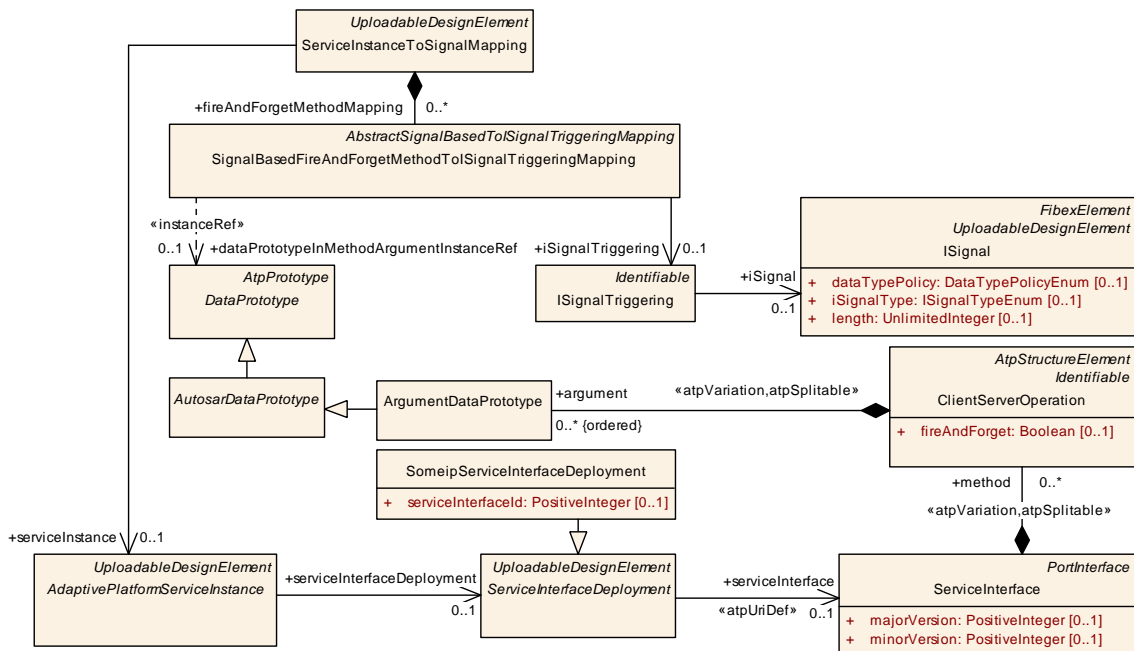 UploadableDesignElement
ServiceInstanceToSignalMapping
+fireAndForgetMethodMapping
0..*
AbstractSignalBasedToISignalTriggeringMapping
SignalBasedFireAndForgetMethodToISignalTriggeringMapping
«instanceRef»
0..1
+dataPrototypeInMethodArgumentInstanceRef
+iSignalTriggering
0..1
FibexElement
UploadableDesignElement
ISignal
+ dataTypePolicy: DataTypePolicyEnum [0..1]
+ iSignalType: ISignalTypeEnum [0..1]
+ length: UnlimitedInteger [0..1]
AtpPrototype
DataPrototype
Identifiable
ISignalTriggering
+iSignal
0..1
AutosarDataPrototype
ArgumentDataPrototype
+argument
0..* {ordered}
«atpVariation,atpSplitable»
AtpStructureElement
Identifiable
ClientServerOperation
+ fireAndForget: Boolean [0..1]
SomeipServiceInterfaceDeployment
+ serviceInterfaceId: PositiveInteger [0..1]
+method
0..*
«atpVariation,atpSplitable»
+serviceInstance
0..1
UploadableDesignElement
AdaptivePlatformServiceInstance
+serviceInterfaceDeployment
0..1
UploadableDesignElement
ServiceInterfaceDeployment
+serviceInterface
«atpUriDef»
0..1
PortInterface
ServiceInterface
+ majorVersion: PositiveInteger [0..1]
+ minorVersion: PositiveInteger [0..1]